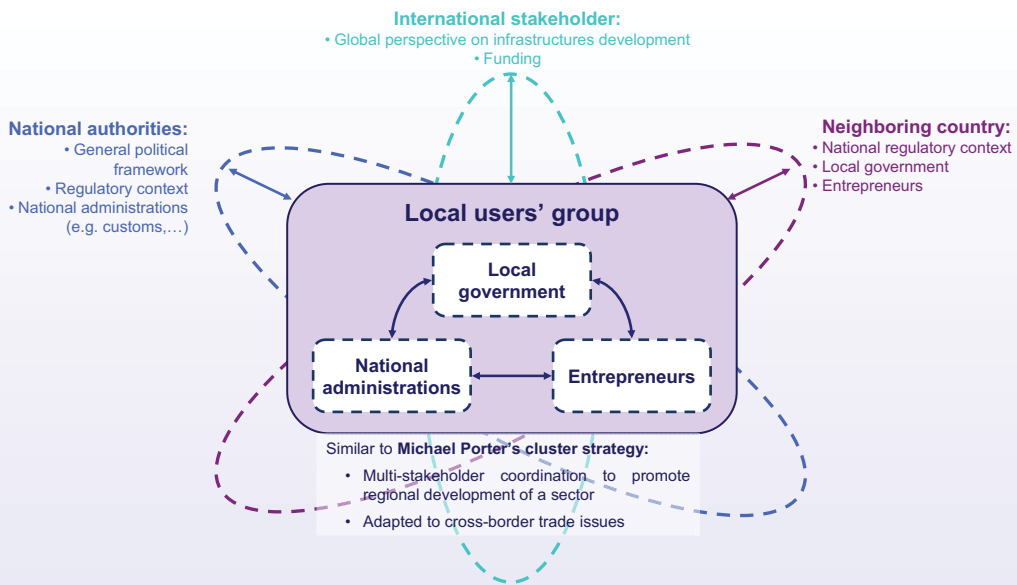 International stakeholder:
• Global perspective on infrastructures development
• Funding
National authorities:
• General political
framework
• Regulatory context
• National administrations
(e.g. customs,…)
Neighboring country:
• National regulatory context
• Local government
• Entrepreneurs
Local users’ group
Local
government
National
administrations
Entrepreneurs
Similar to Michael Porter’s cluster strategy:
• Multi-stakeholder coordination to promote
regional development of a sector
• Adapted to cross-border trade issues